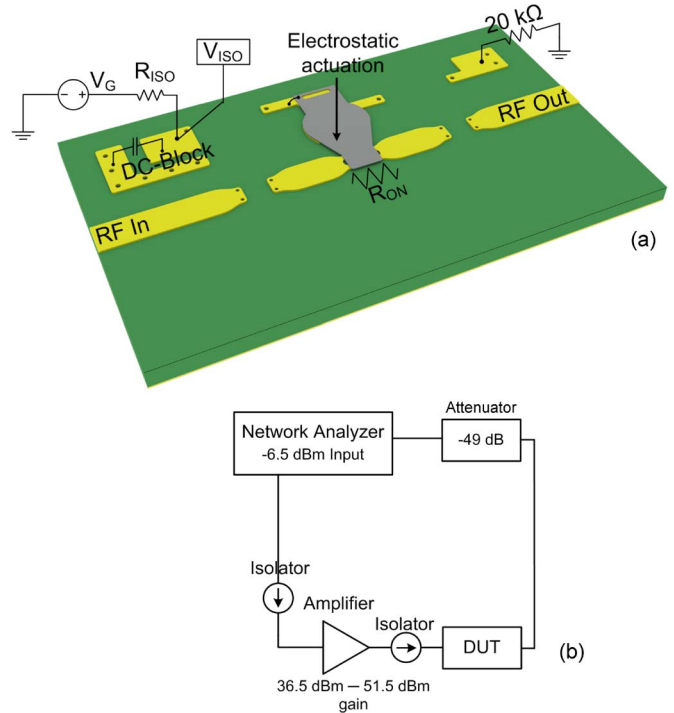 Electrostatic
actuation
20 kΩ
V_ISO
R_ISO
V_G
- +
DC-Block
RF Out
R_ON
RF In
(a)
Attenuator
-49 dB
Network Analyzer
-6.5 dBm Input
Isolator
Amplifier
Isolator
DUT
(b)
36.5 dBm — 51.5 dBm
gain